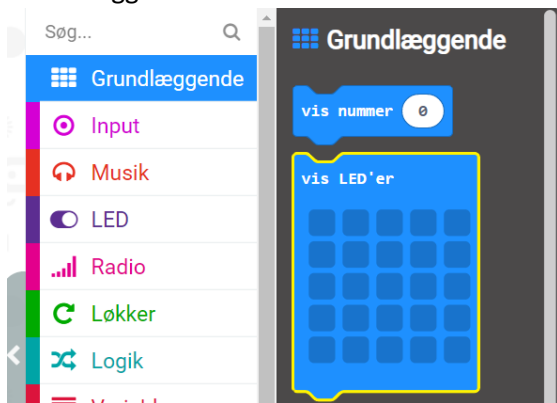 Søg...
Grundlæggende
Input
Musik
LED
Radio
Løkker
Logik
Grundlæggende
vis nummer 0
vis LED'er